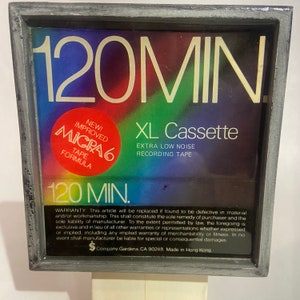 120MIN.
NEW!
IMPROVED
MICRA 6
TAPE
FORMULA
XL Cassette
EXTRA LOW NOISE
RECORDING TAPE
120 MIN.
WARRANTY: This article will be replaced if found to be defective in material
and/or workmanship. This shall constitute the sole remedy of purchaser and the
sole liability of manufacturer. To the extent permitted by law, the foregoing is
exclusive and in lieu of all other warranties or representations whether expressed
or implied, including any implied warranty of merchantability or fitness. In no
event shall manufacturer be liable for special or consequential damages.
Company Gardena, CA 90248 Made in Hong Kong